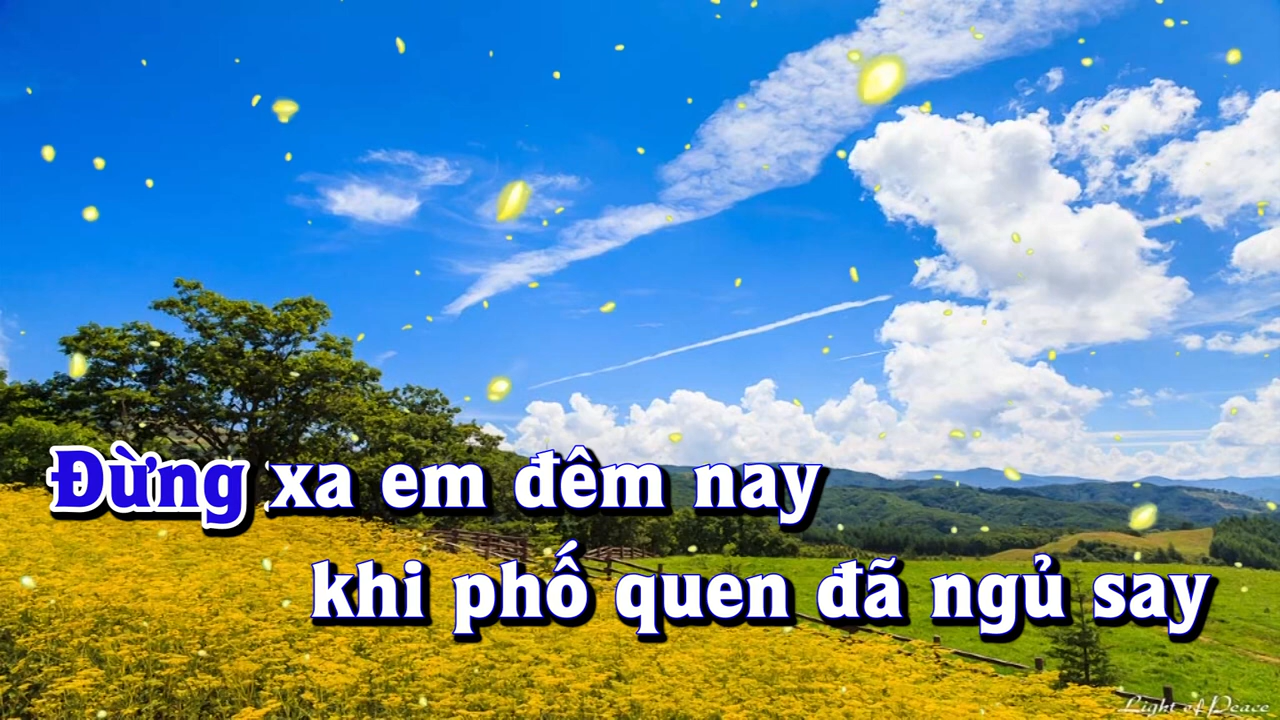 Đừng xa em đêm nay
khi phố quen đã ngủ say
Light of Peace